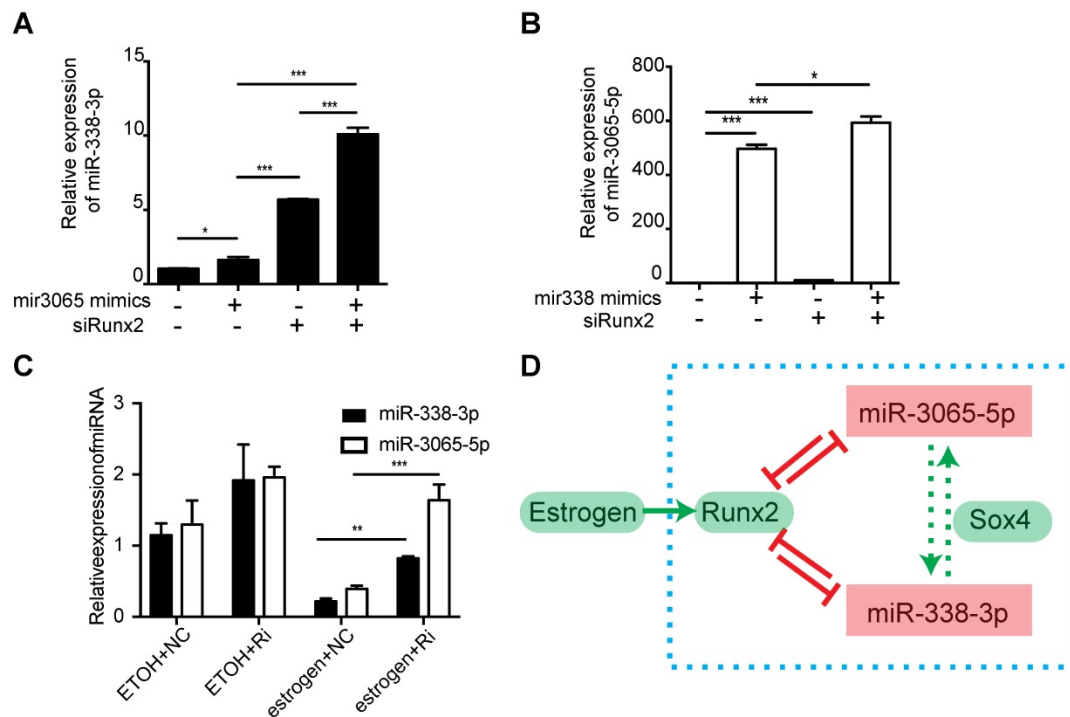 A
Relative expression
of miR-338-3p
15
10
5
0
***
***
***
*
mir3065 mimics - + - +
siRunx2 - - + +
B
Relative expression
of miR-3065-5p
800
600
400
200
0
*
***
***
mir338 mimics - + - +
siRunx2 - - + +
C
RelativeexpressionofmiRNA
3
2
1
0
miR-338-3p
miR-3065-5p
***
**
ETOH+NC
ETOH+Ri
estrogen+NC
estrogen+Ri
D
miR-3065-5p
Estrogen
Runx2
Sox4
miR-338-3p